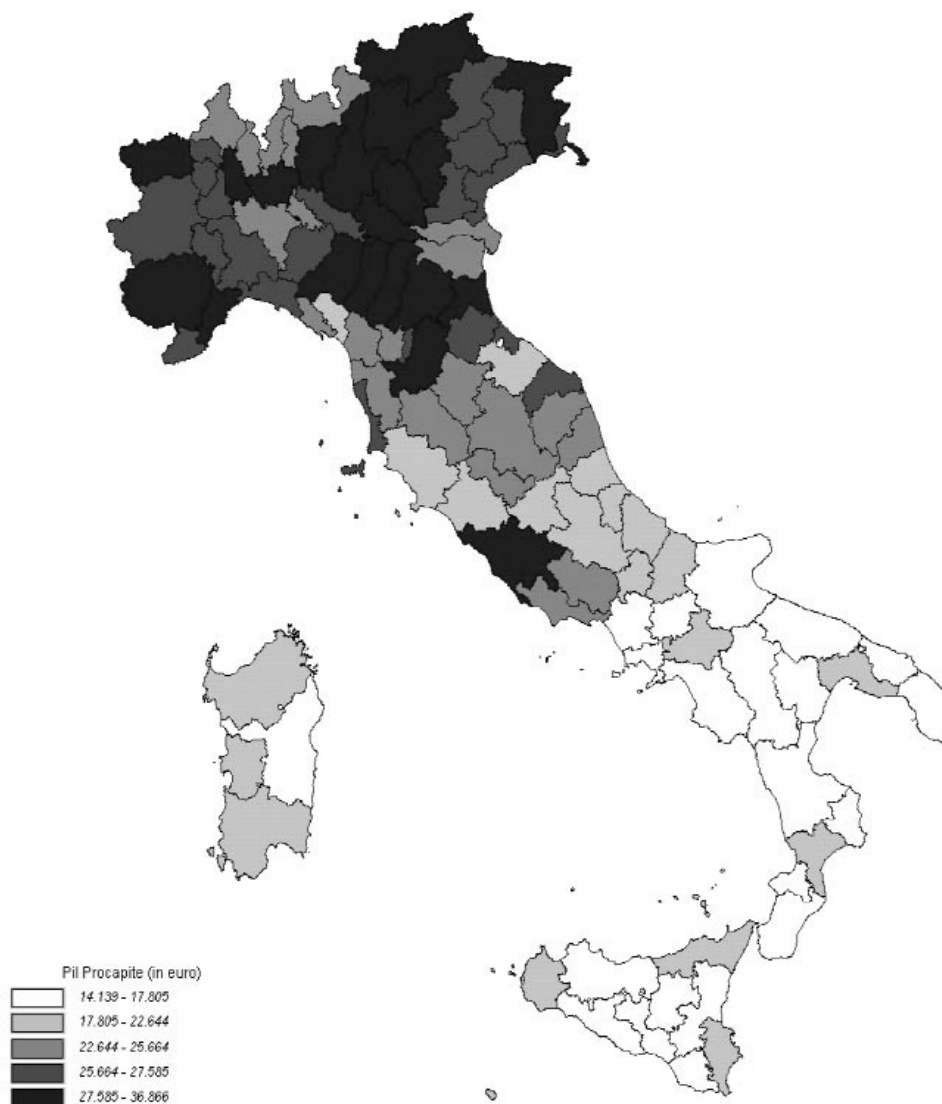 Pil Procapite (in euro)
14.139 - 17.805
17.805 - 22.644
22.644 - 25.664
25.664 - 27.585
27.585 - 36.866